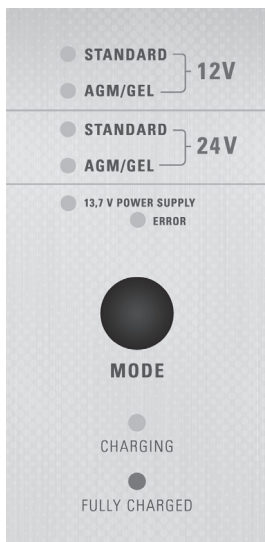 STANDARD
12V
AGM/GEL
STANDARD
24V
AGM/GEL
13,7 V POWER SUPPLY
ERROR
MODE
CHARGING
FULLY CHARGED